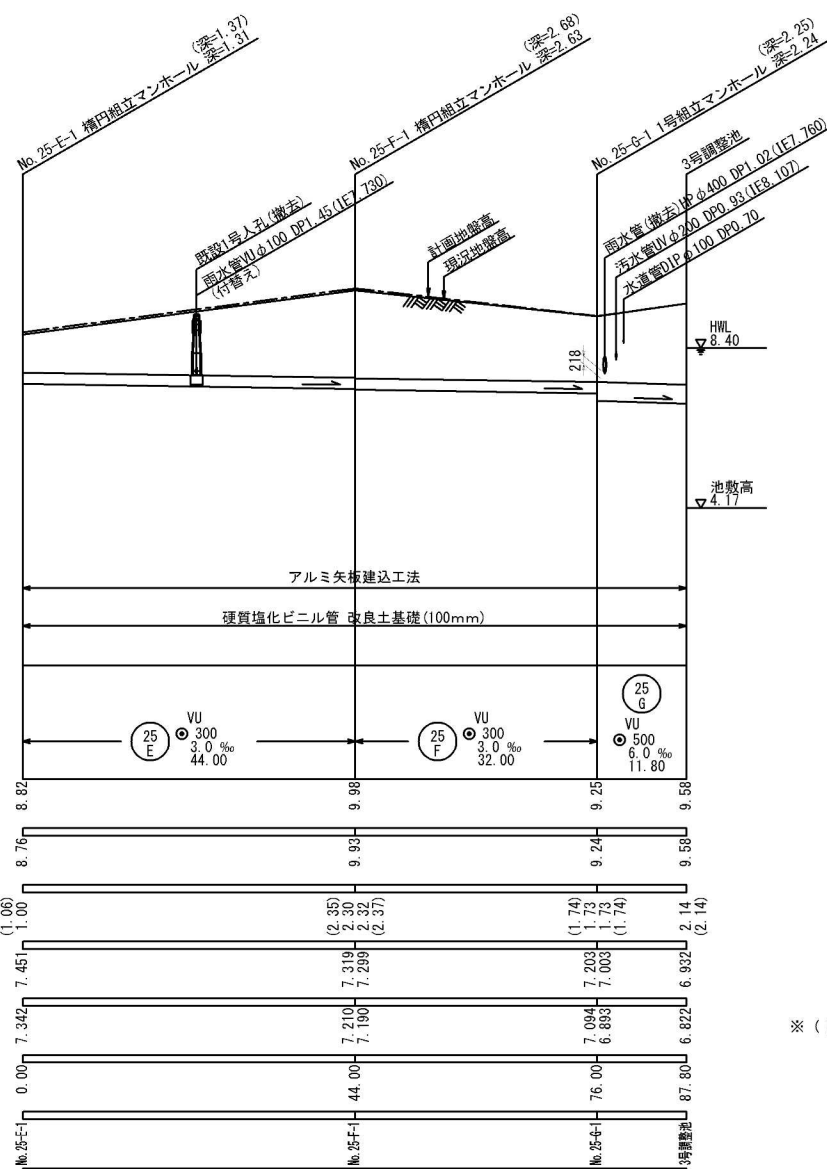 (深=1.37)
No.25-E-1 楕円組立マンホール 深=1.31
(深=2.68)
No.25-F-1 楕円組立マンホール 深=2.63
(深=2.25)
No.25-G-1 1号組立マンホール 深=2.24
3号調整池
既設1号人孔(撤去)
雨水管VUφ100 DP1.45(IE7.730)
(付替え)
計画地盤高
現況地盤高
雨水管(撤去)HPφ400 DP1.02(IE7.760)
汚水管UVφ200 DP0.93(IE8.107)
水道管DIPφ100 DP0.70
218
HWL
8.40
池敷高
4.17
アルミ矢板建込工法
硬質塩化ビニル管 改良土基礎(100mm)
25
E
VU
300
3.0 ‰
44.00
25
F
VU
300
3.0 ‰
32.00
25
G
VU
500
6.0 ‰
11.80
8.82 9.98 9.25 9.58
8.76 9.93 9.24 9.58
(1.06) (2.35) (1.74)
1.00 2.30 2.32 1.73 1.73 2.14
(2.37) (1.74) (2.14)
7.451 7.319 7.299 7.203 7.003 6.932
7.342 7.210 7.190 7.094 6.893 6.822
0.00 44.00 76.00 87.80
No.25-E-1 No.25-F-1 No.25-G-1 3号調整池
※（